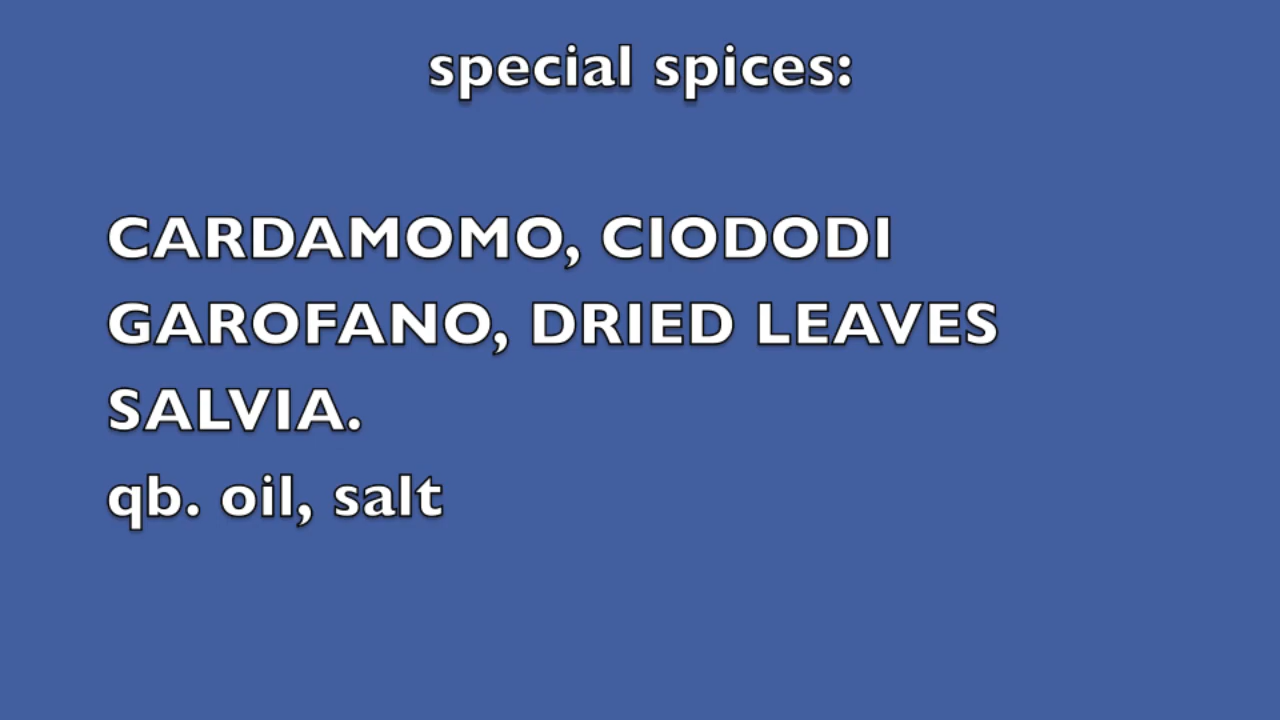 special spices:
CARDAMOMO, CIODODI
GAROFANO, DRIED LEAVES
SALVIA.
qb. oil, salt